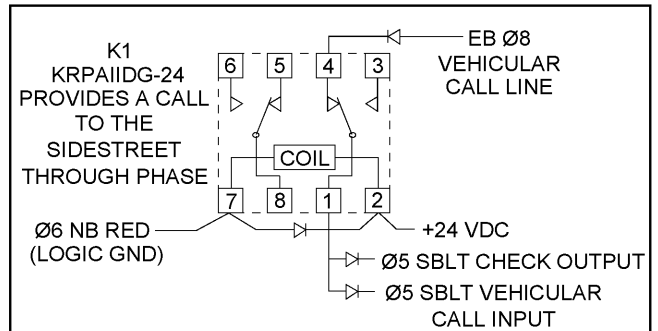 K1
KRPAIIDG-24
PROVIDES A CALL
TO THE
SIDESTREET
THROUGH PHASE
6 5 4 3
EB Ø8
VEHICULAR
CALL LINE
COIL
7 8 1 2
Ø6 NB RED
(LOGIC GND)
+24 VDC
Ø5 SBLT CHECK OUTPUT
Ø5 SBLT VEHICULAR
CALL INPUT